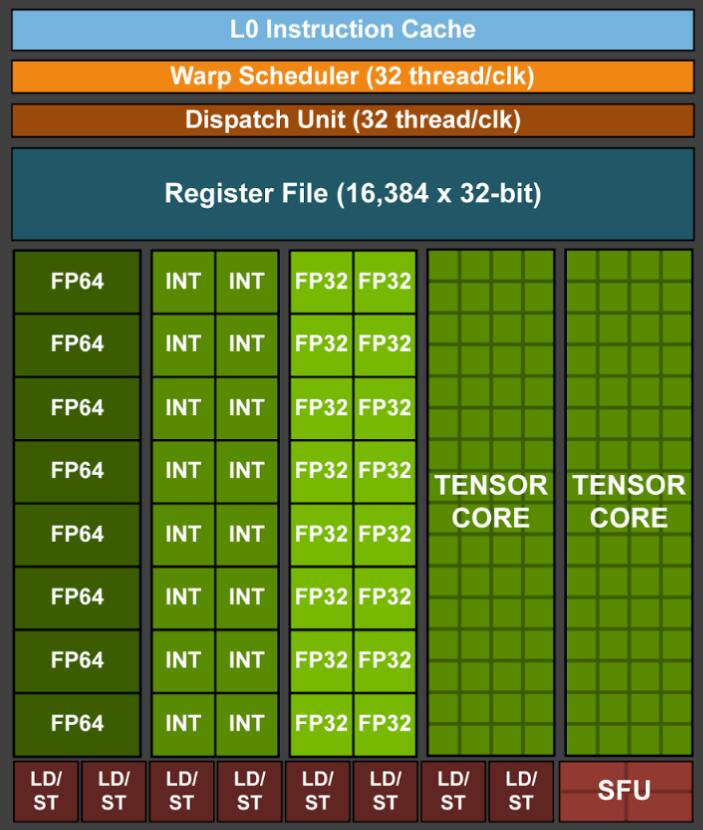 L0 Instruction Cache
Warp Scheduler (32 thread/clk)
Dispatch Unit (32 thread/clk)
Register File (16,384 x 32-bit)
FP64 INT INT FP32 FP32
FP64 INT INT FP32 FP32
FP64 INT INT FP32 FP32
FP64 INT INT FP32 FP32
TENSOR TENSOR
CORE CORE
FP64 INT INT FP32 FP32
FP64 INT INT FP32 FP32
FP64 INT INT FP32 FP32
FP64 INT INT FP32 FP32
LD/ LD/ LD/ LD/ LD/ LD/ LD/ LD/
ST ST ST ST ST ST ST ST
SFU